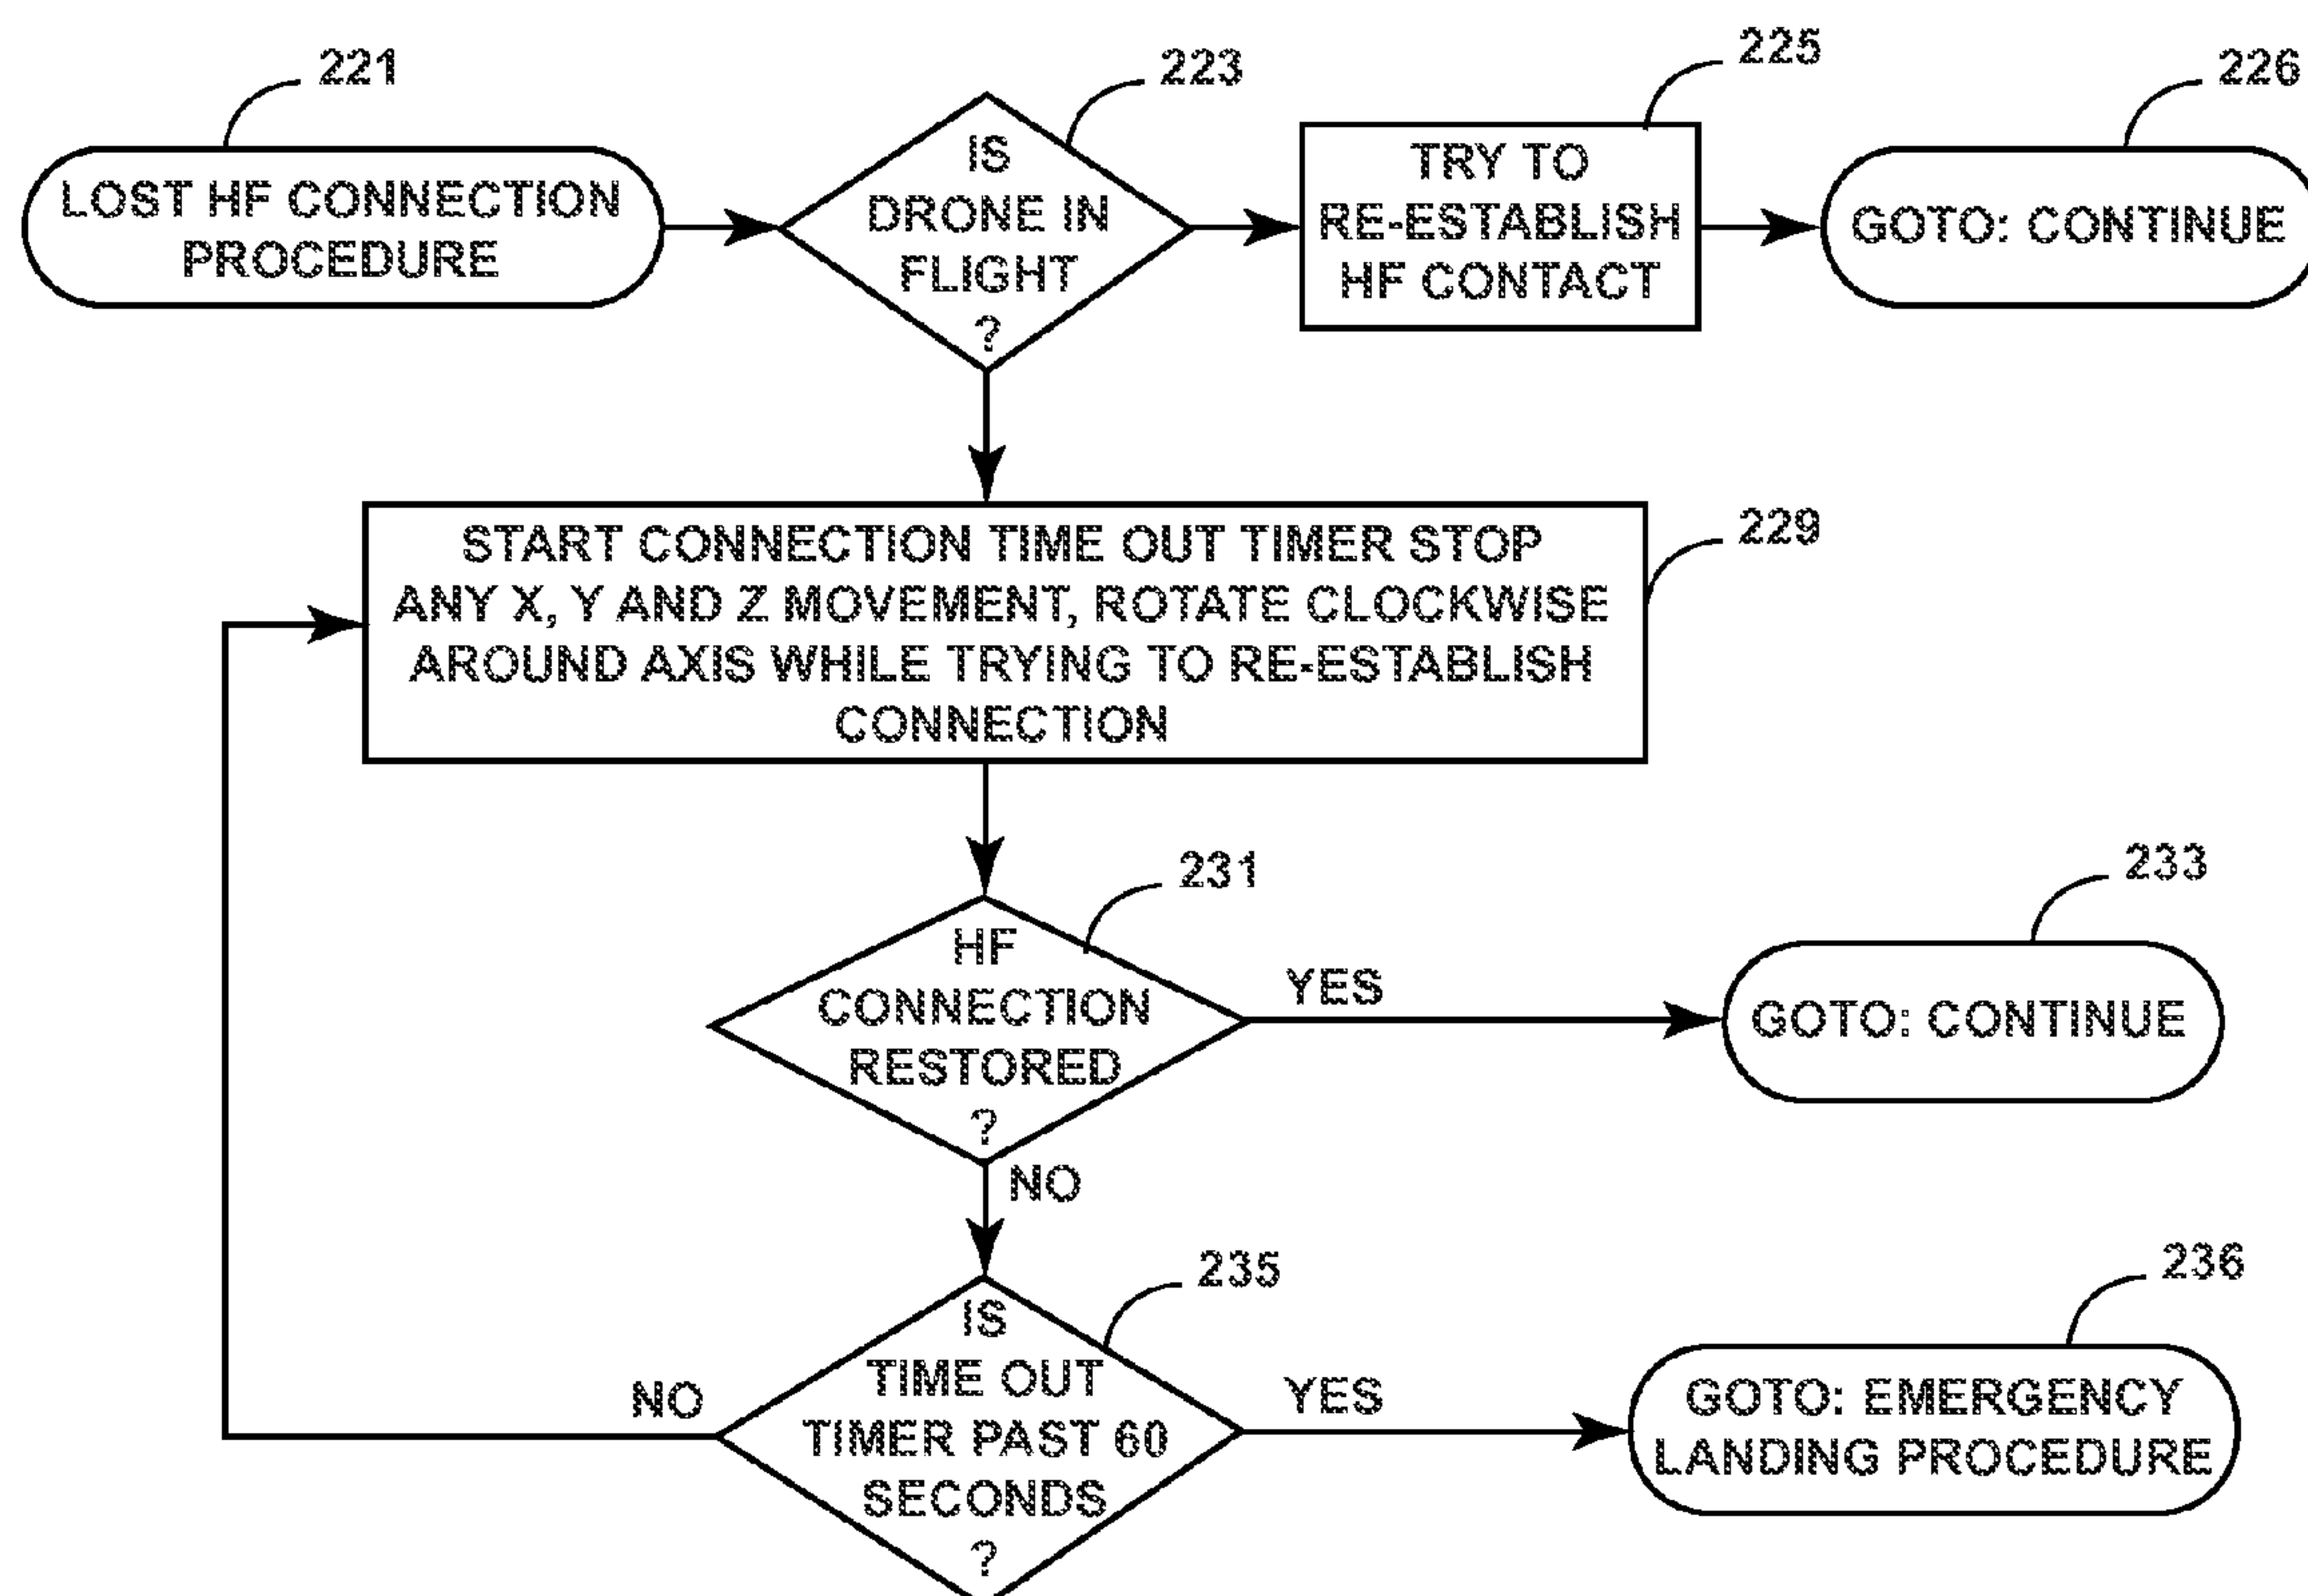 221
LOST HF CONNECTION
PROCEDURE
223
IS
DRONE IN
FLIGHT
?
225
TRY TO
RE-ESTABLISH
HF CONTACT
226
GOTO: CONTINUE
229
START CONNECTION TIME OUT TIMER STOP
ANY X, Y AND Z MOVEMENT, ROTATE CLOCKWISE
AROUND AXIS WHILE TRYING TO RE-ESTABLISH
CONNECTION
231
HF
CONNECTION
RESTORED
?
YES
233
GOTO: CONTINUE
NO
235
IS
TIME OUT
TIMER PAST 60
SECONDS
?
NO
YES
236
GOTO: EMERGENCY
LANDING PROCEDURE